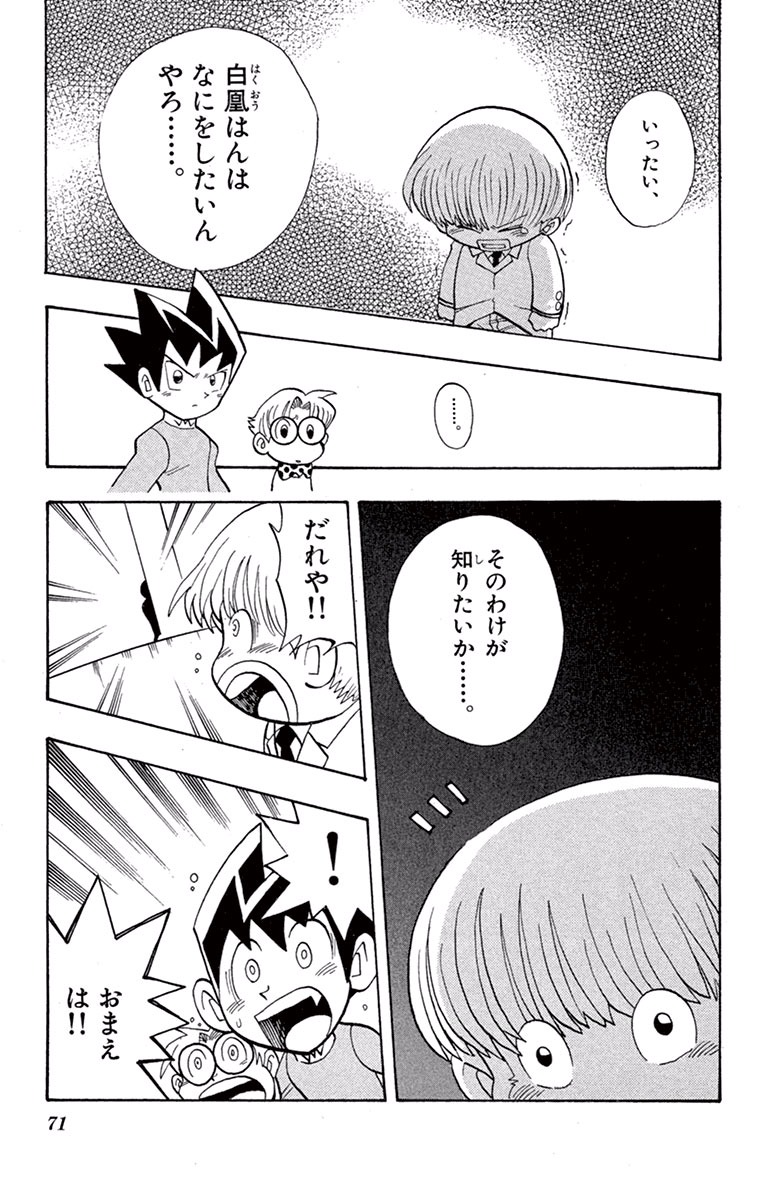 いったい、
白凰はんは
なにをしたいん
やろ……。
……。
そのわけが
知りたいか……。
だれや!!
！
おまえ
は!!
71